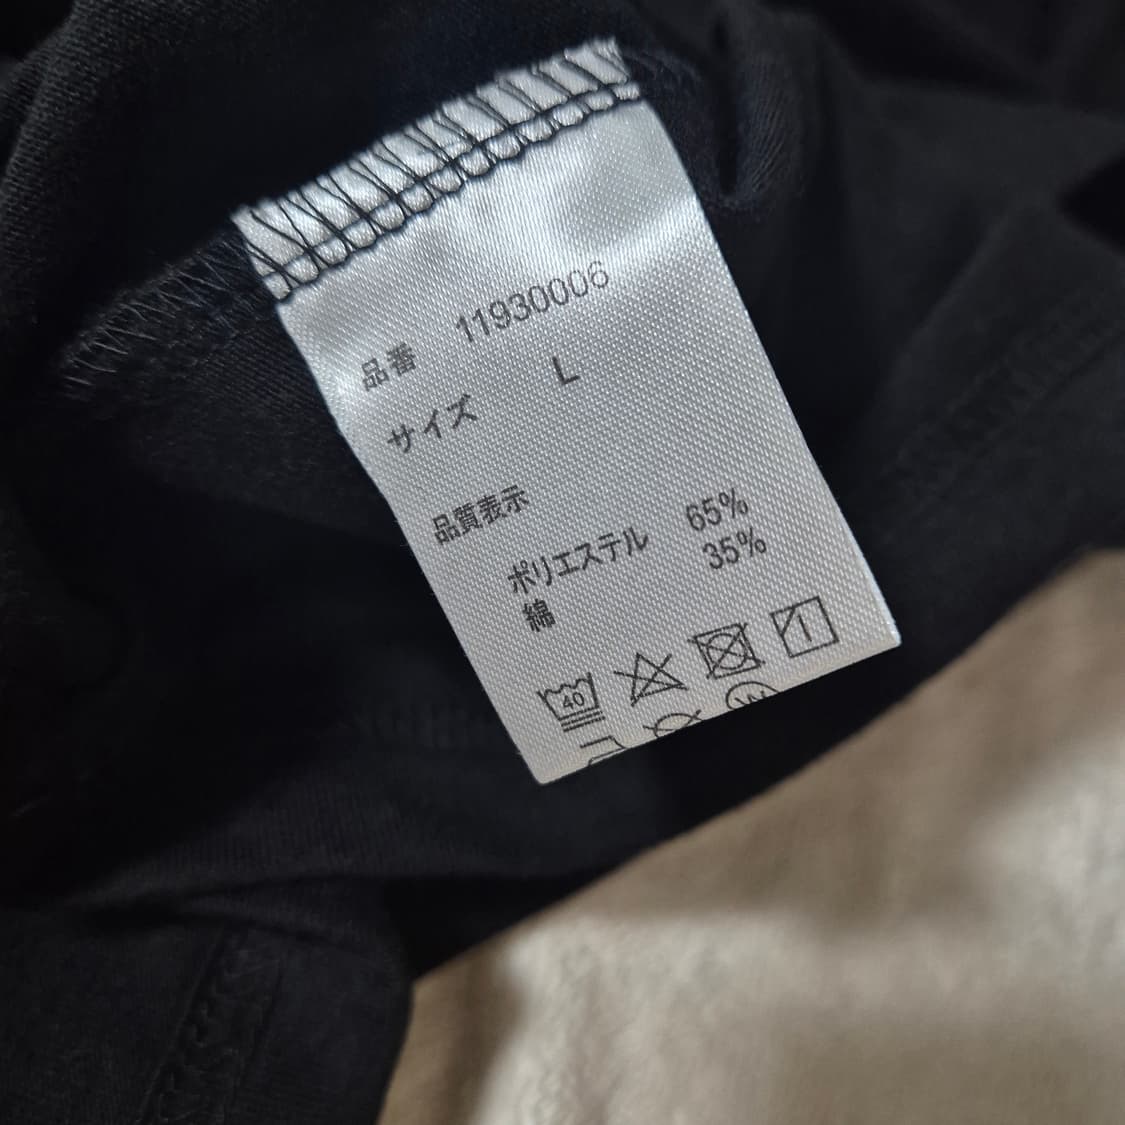 品番 11930006
サイズ L
品質表示
ポリエステル 65%
綿 35%
40
W